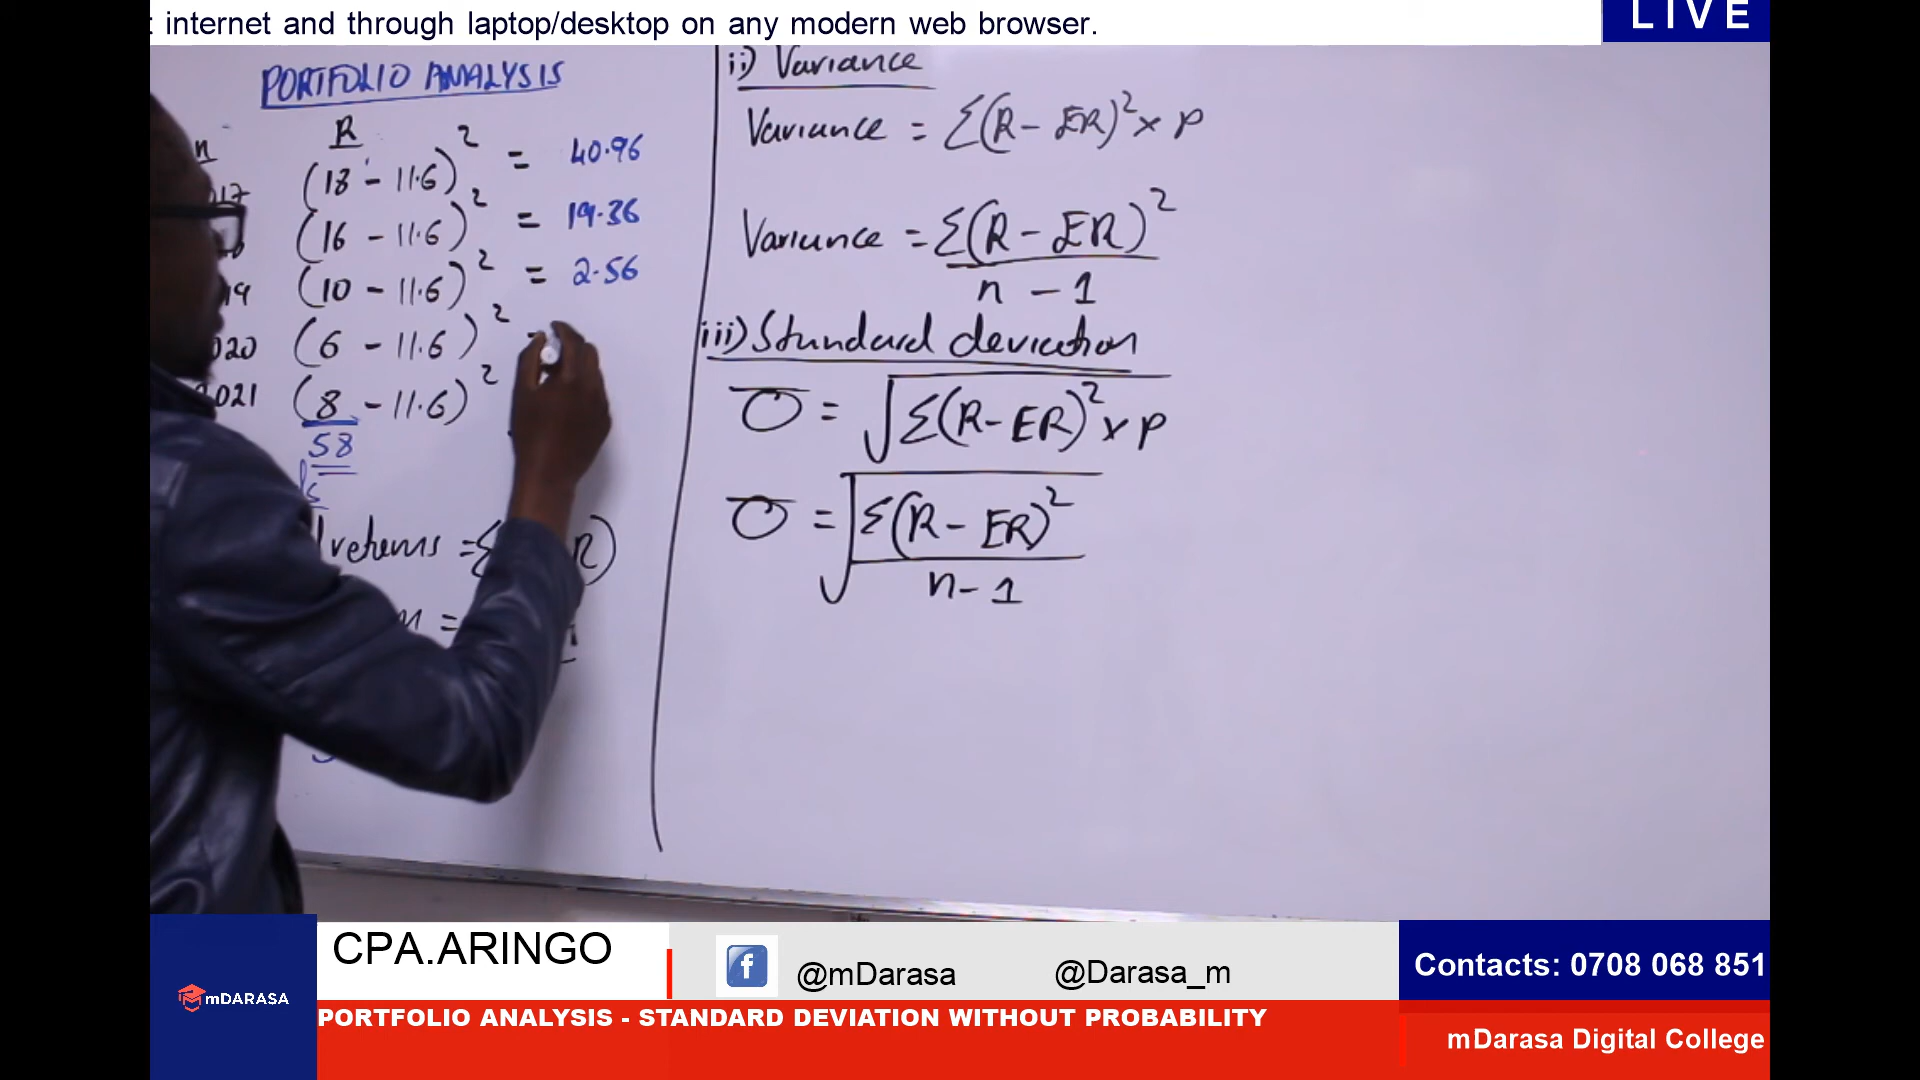 internet and through laptop/desktop on any modern web browser.
LIVE
PORTFOLIO ANALYSIS
n R
(18 - 11.6)² = 40.96
(16 - 11.6)² = 19.36
(10 - 11.6)² = 2.56
2020 (6 - 11.6)²
2021 (8 - 11.6)²
58
returns = Σ
ii) Variance
Variance = Σ(R - ER)² x P
Variance = Σ(R - ER)²
n - 1
iii) Standard deviation
σ = √Σ(R - ER)² x P
σ = √Σ(R - ER)²
n - 1
CPA.ARINGO
f @mDarasa @Darasa_m
Contacts: 0708 068 851
mDARASA
PORTFOLIO ANALYSIS - STANDARD DEVIATION WITHOUT PROBABILITY
mDarasa Digital College